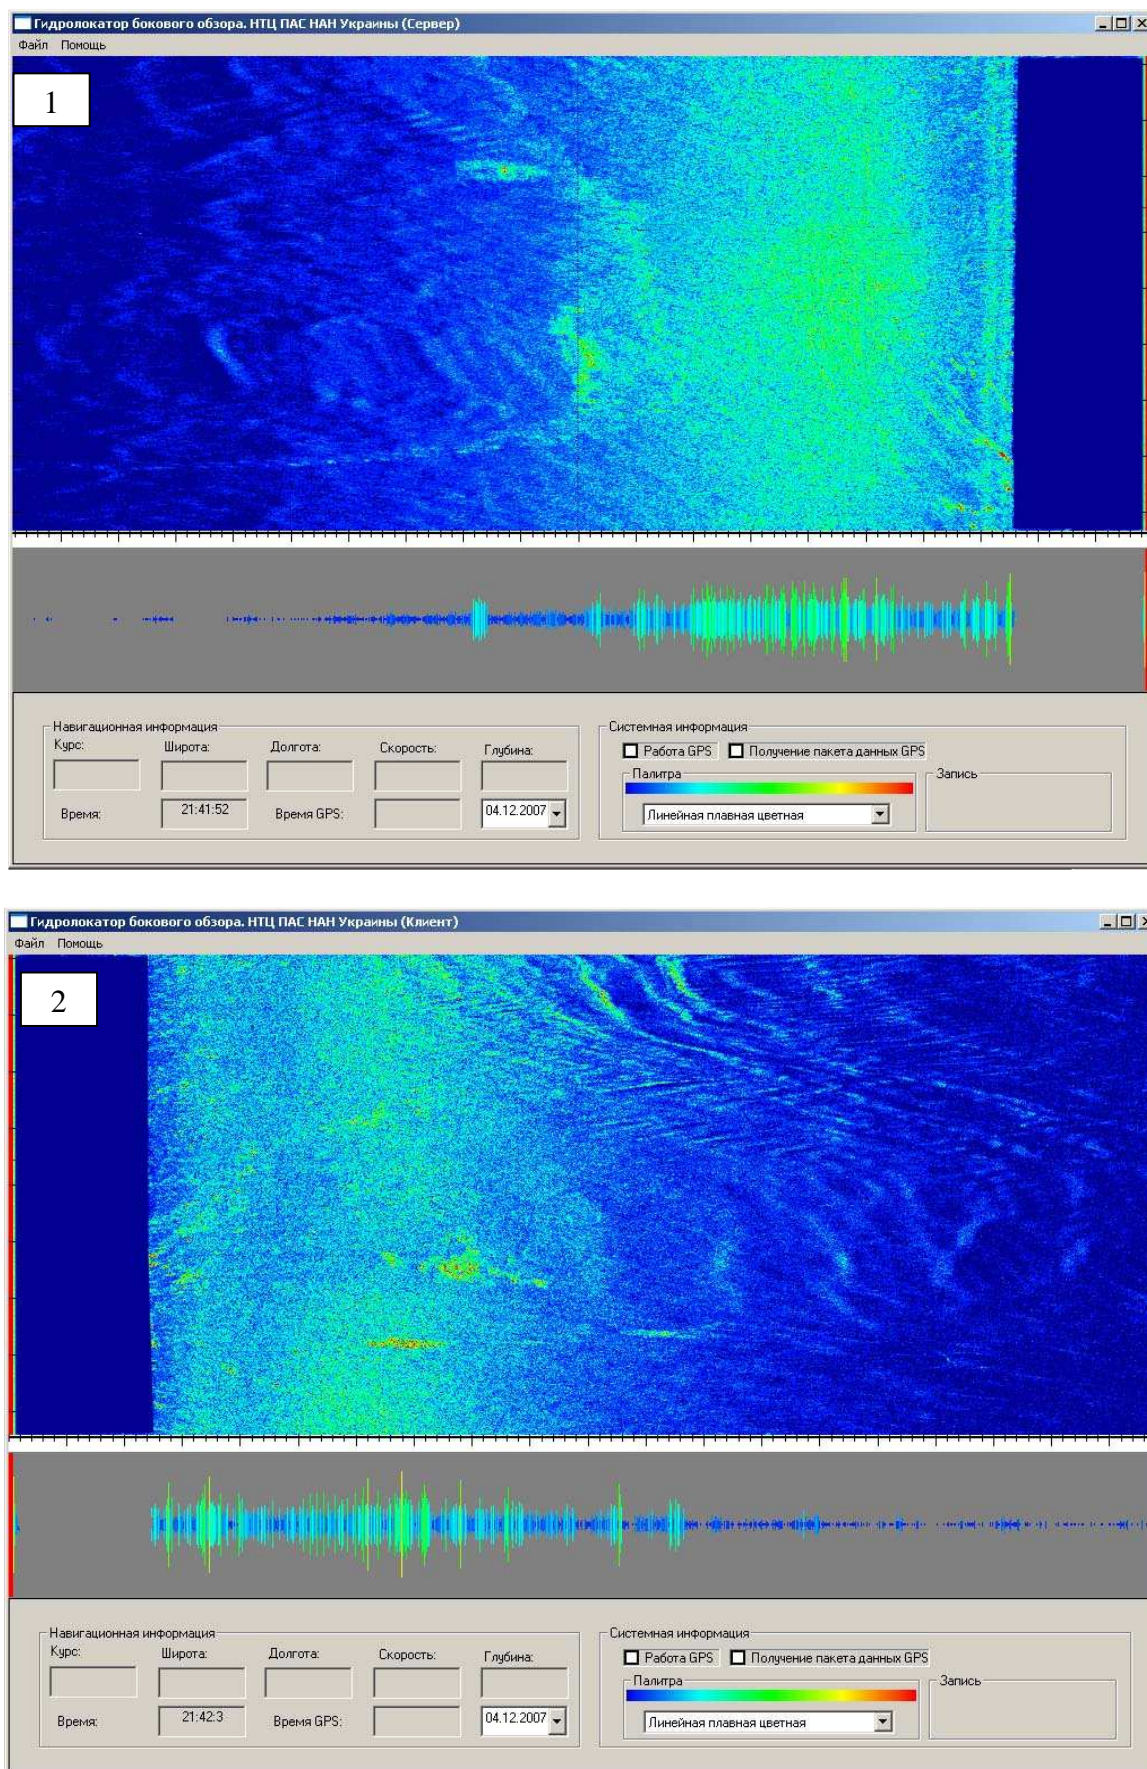 Гидролокатор бокового обзора. НТЦ ПАС НАН Украины (Сервер)
Файл Помощь
1
Навигационная информация
Курс: Широта: Долгота: Скорость: Глубина:
Время: 21:41:52 Время GPS: 04.12.2007
Системная информация
Работа GPS Получение пакета данных GPS
Палитра Запись
Линейная плавная цветная
Гидролокатор бокового обзора. НТЦ ПАС НАН Украины (Клиент)
Файл Помощь
2
Навигационная информация
Курс: Широта: Долгота: Скорость: Глубина:
Время: 21:42:3 Время GPS: 04.12.2007
Системная информация
Работа GPS Получение пакета данных GPS
Палитра Запись
Линейная плавная цветная